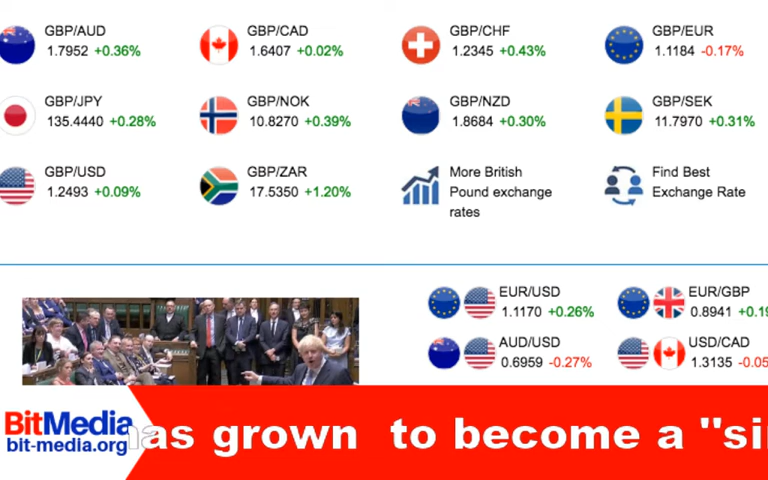 GBP/AUD
1.7952 +0.36%
GBP/CAD
1.6407 +0.02%
GBP/CHF
1.2345 +0.43%
GBP/EUR
1.1184 -0.17%
GBP/JPY
135.4440 +0.28%
GBP/NOK
10.8270 +0.39%
GBP/NZD
1.8684 +0.30%
GBP/SEK
11.7970 +0.31%
GBP/USD
1.2493 +0.09%
GBP/ZAR
17.5350 +1.20%
More British
Pound exchange
rates
Find Best
Exchange Rate
EUR/USD
1.1170 +0.26%
EUR/GBP
0.8941 +0.19
AUD/USD
0.6959 -0.27%
USD/CAD
1.3135 -0.05
BitMedia
bit-media.org
has grown to become a "si